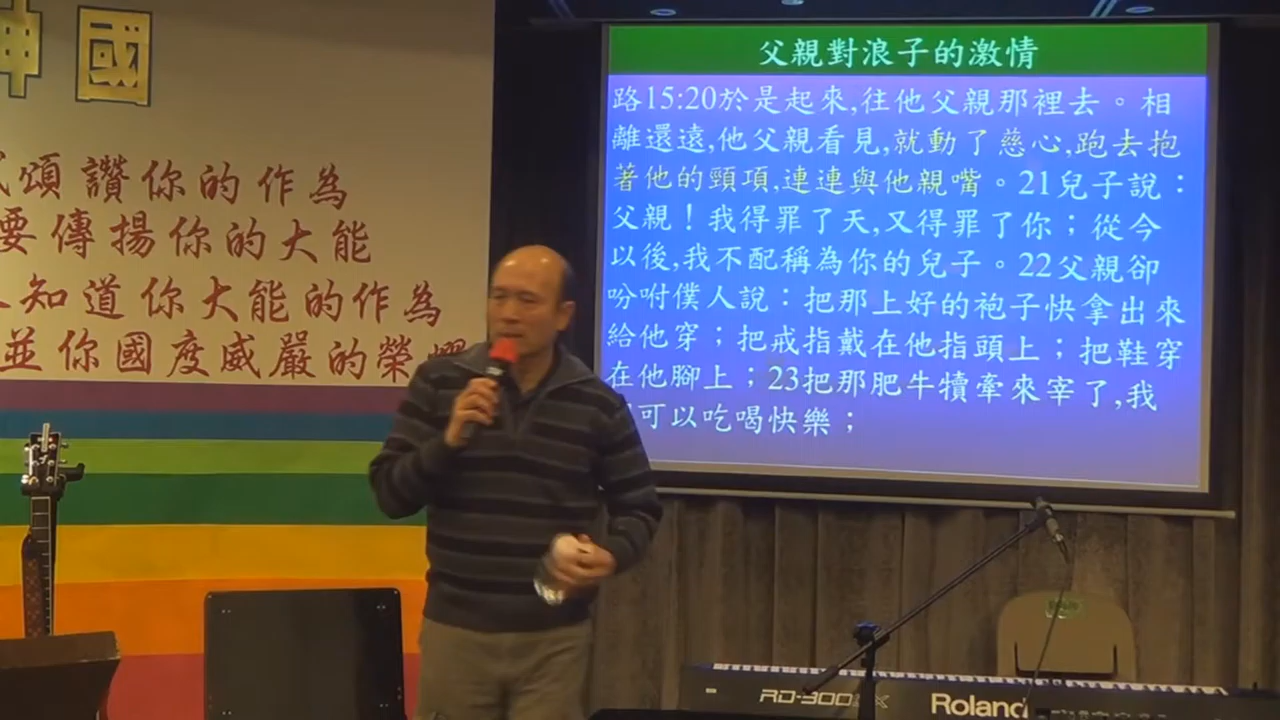 神國
頌讚你的作為
要傳揚你的大能
知道你大能的作為
並你國度威嚴的榮耀
父親對浪子的激情
路15:20於是起來,往他父親那裡去。相
離還遠,他父親看見,就動了慈心,跑去抱
著他的頸項,連連與他親嘴。21兒子說：
父親！我得罪了天,又得罪了你；從今
以後,我不配稱為你的兒子。22父親卻
吩咐僕人說：把那上好的袍子快拿出來
給他穿；把戒指戴在他指頭上；把鞋穿
在他腳上；23把那肥牛犢牽來宰了,我
可以吃喝快樂；
RD-300GX
Roland